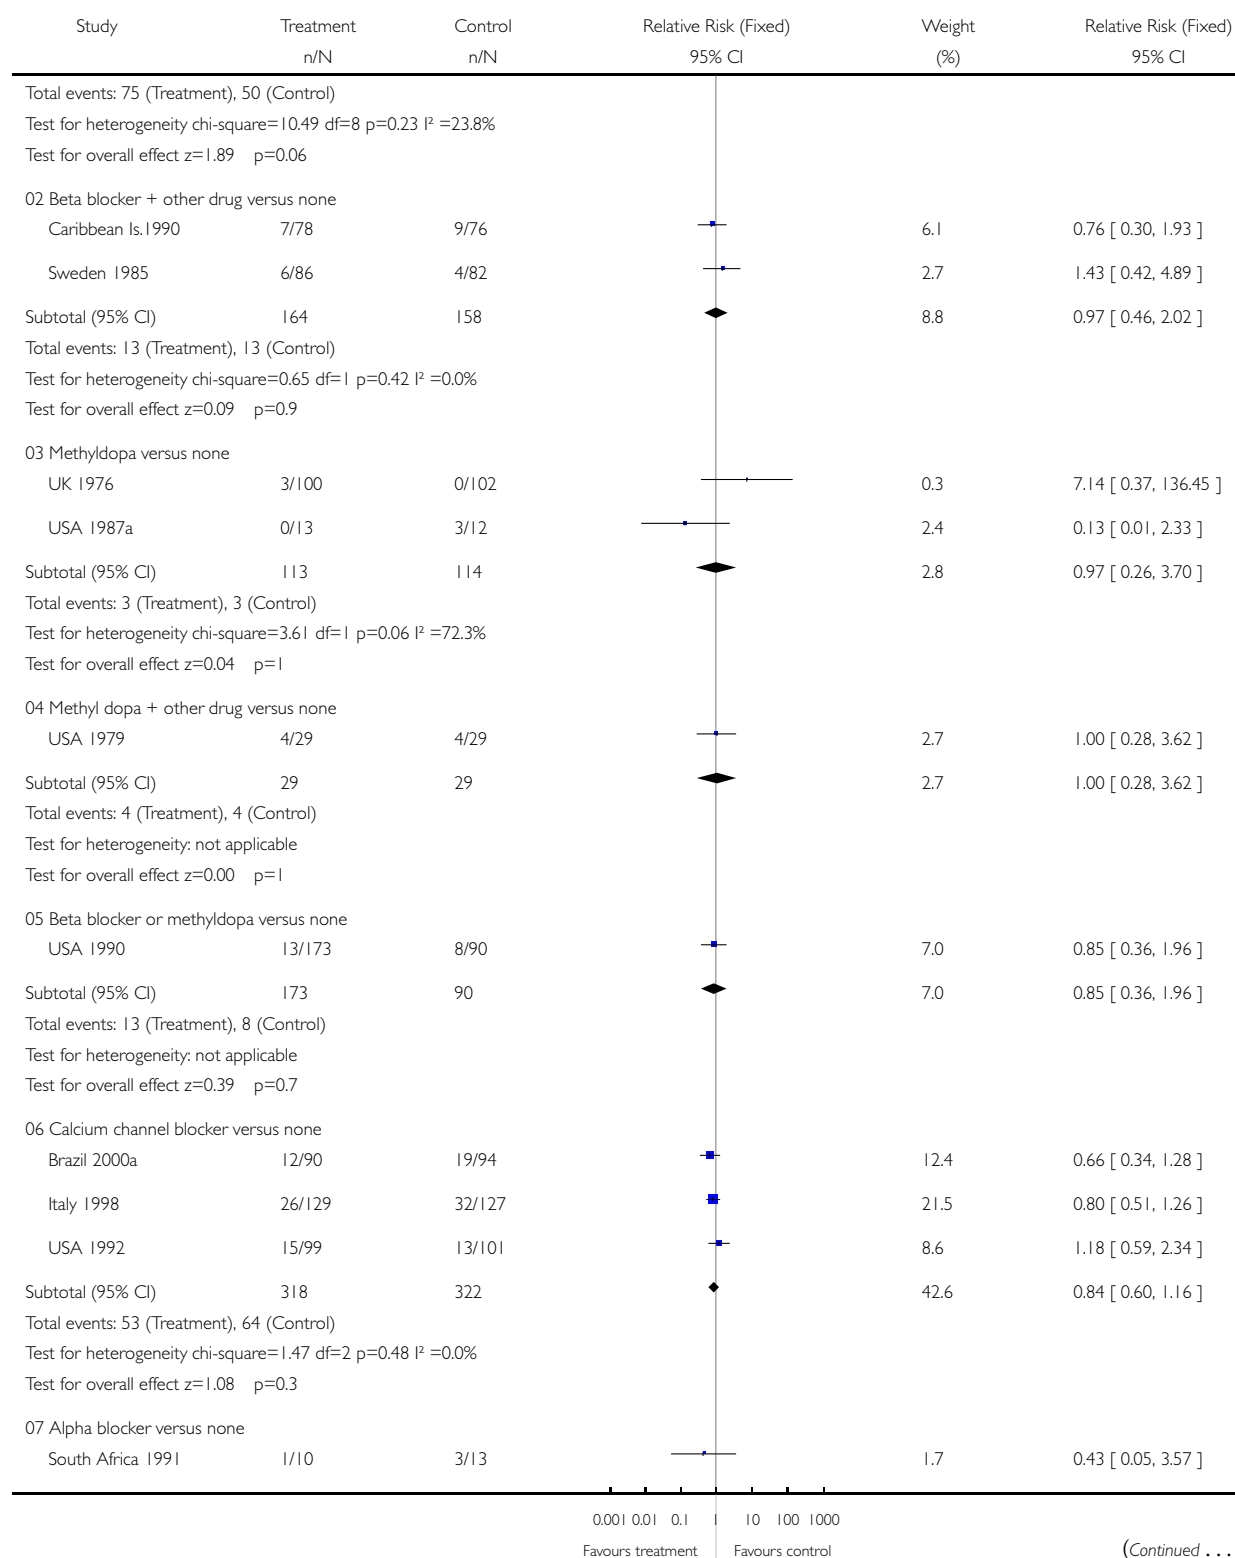 Study Treatment Control Relative Risk (Fixed) Weight Relative Risk (Fixed)
n/N n/N 95% CI (%) 95% CI
Total events: 75 (Treatment), 50 (Control)
Test for heterogeneity chi-square=10.49 df=8 p=0.23 I² =23.8%
Test for overall effect z=1.89 p=0.06
02 Beta blocker + other drug versus none
Caribbean Is.1990 7/78 9/76 6.1 0.76 [ 0.30, 1.93 ]
Sweden 1985 6/86 4/82 2.7 1.43 [ 0.42, 4.89 ]
Subtotal (95% CI) 164 158 8.8 0.97 [ 0.46, 2.02 ]
Total events: 13 (Treatment), 13 (Control)
Test for heterogeneity chi-square=0.65 df=1 p=0.42 I² =0.0%
Test for overall effect z=0.09 p=0.9
03 Methyldopa versus none
UK 1976 3/100 0/102 0.3 7.14 [ 0.37, 136.45 ]
USA 1987a 0/13 3/12 2.4 0.13 [ 0.01, 2.33 ]
Subtotal (95% CI) 113 114 2.8 0.97 [ 0.26, 3.70 ]
Total events: 3 (Treatment), 3 (Control)
Test for heterogeneity chi-square=3.61 df=1 p=0.06 I² =72.3%
Test for overall effect z=0.04 p=1
04 Methyl dopa + other drug versus none
USA 1979 4/29 4/29 2.7 1.00 [ 0.28, 3.62 ]
Subtotal (95% CI) 29 29 2.7 1.00 [ 0.28, 3.62 ]
Total events: 4 (Treatment), 4 (Control)
Test for heterogeneity: not applicable
Test for overall effect z=0.00 p=1
05 Beta blocker or methyldopa versus none
USA 1990 13/173 8/90 7.0 0.85 [ 0.36, 1.96 ]
Subtotal (95% CI) 173 90 7.0 0.85 [ 0.36, 1.96 ]
Total events: 13 (Treatment), 8 (Control)
Test for heterogeneity: not applicable
Test for overall effect z=0.39 p=0.7
06 Calcium channel blocker versus none
Brazil 2000a 12/90 19/94 12.4 0.66 [ 0.34, 1.28 ]
Italy 1998 26/129 32/127 21.5 0.80 [ 0.51, 1.26 ]
USA 1992 15/99 13/101 8.6 1.18 [ 0.59, 2.34 ]
Subtotal (95% CI) 318 322 42.6 0.84 [ 0.60, 1.16 ]
Total events: 53 (Treatment), 64 (Control)
Test for heterogeneity chi-square=1.47 df=2 p=0.48 I² =0.0%
Test for overall effect z=1.08 p=0.3
07 Alpha blocker versus none
South Africa 1991 1/10 3/13 1.7 0.43 [ 0.05, 3.57 ]
0.001 0.01 0.1 1 10 100 1000
Favours treatment Favours control (Continued . . .